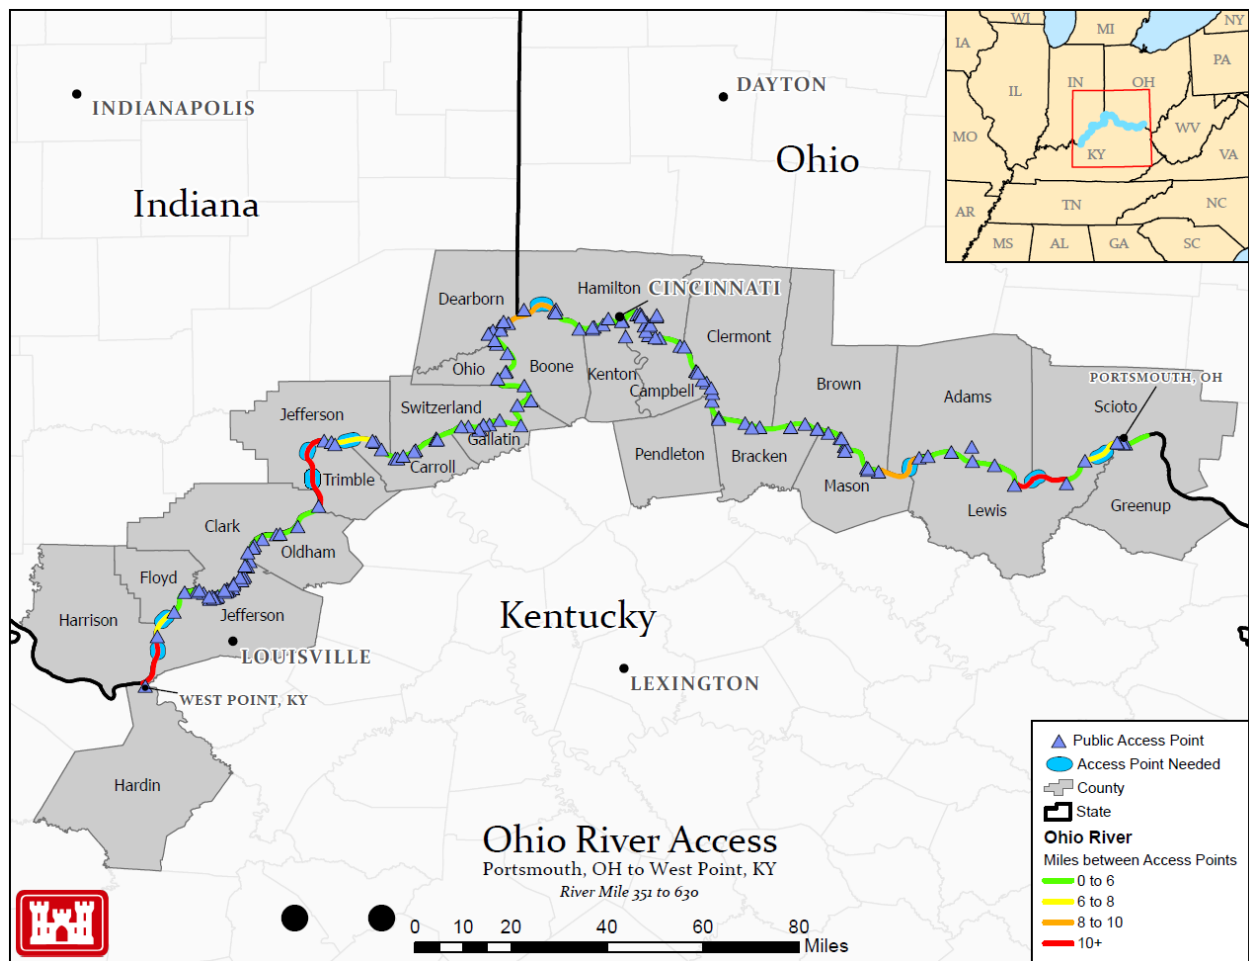 WI
MI
NY
IA
PA
IL
IN
OH
MO
WV
KY
VA
TN
NC
AR
MS
AL
GA
SC
INDIANAPOLIS
DAYTON
Ohio
Indiana
Dearborn
Hamilton
CINCINNATI
Clermont
Ohio
Boone
Kenton
Campbell
Brown
Adams
PORTSMOUTH, OH
Scioto
Jefferson
Switzerland
Gallatin
Carroll
Trimble
Pendleton
Bracken
Mason
Lewis
Greenup
Clark
Oldham
Floyd
Harrison
Jefferson
Kentucky
LOUISVILLE
LEXINGTON
WEST POINT, KY
Hardin
Ohio River Access
Portsmouth, OH to West Point, KY
River Mile 351 to 630
0 10 20 40 60 80
Miles
Public Access Point
Access Point Needed
County
State
Ohio River
Miles between Access Points
0 to 6
6 to 8
8 to 10
10+